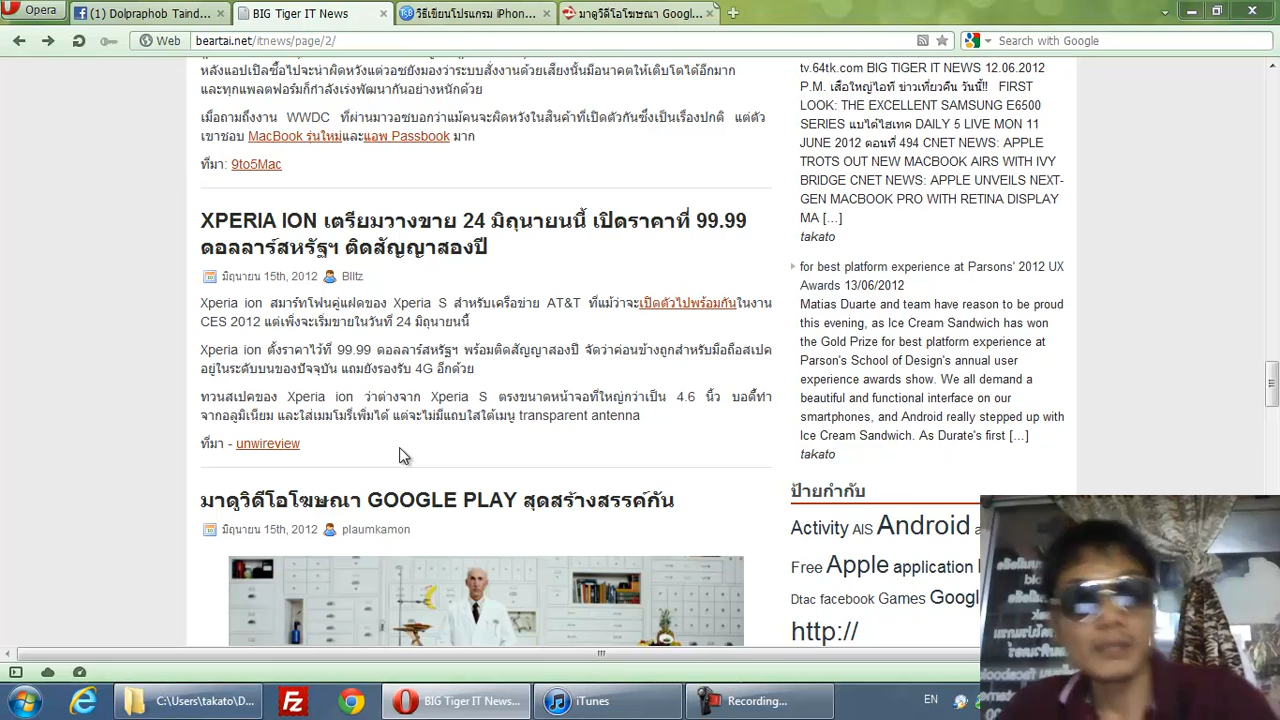 Opera
(1) Dolpraphob Taind...
BIG Tiger IT News
วิธีเขียนโปรแกรม iPhon...
มาดูวิดีโอโฆษณา Googl...
Web
beartai.net/itnews/page/2/
Search with Google
หลังแอปเปิลซื้อไปจะน่าผิดหวังแต่วอซยังมองว่าระบบสั่งงานด้วยเสียงนั้นมีอนาคตให้เติบโตได้อีกมาก
และทุกแพลตฟอร์มก็กำลังเร่งพัฒนากันอย่างหนักด้วย
เมื่อถามถึงงาน WWDC ที่ผ่านมาวอซบอกว่าแม้คนจะผิดหวังในสินค้าที่เปิดตัวกันซึ่งเป็นเรื่องปกติ แต่ตัว
เขาชอบ MacBook รุ่นใหม่และแอพ Passbook มาก
ที่มา: 9to5Mac
XPERIA ION เตรียมวางขาย 24 มิถุนายนนี้ เปิดราคาที่ 99.99
ดอลลาร์สหรัฐฯ ติดสัญญาสองปี
มิถุนายน 15th, 2012 Blltz
Xperia ion สมาร์ทโฟนคู่แฝดของ Xperia S สำหรับเครือข่าย AT&T ที่แม้ว่าจะเปิดตัวไปพร้อมกันในงาน
CES 2012 แต่เพิ่งจะเริ่มขายในวันที่ 24 มิถุนายนนี้
Xperia ion ตั้งราคาไว้ที่ 99.99 ดอลลาร์สหรัฐฯ พร้อมติดสัญญาสองปี จัดว่าค่อนข้างถูกสำหรับมือถือสเปค
อยู่ในระดับบนของปัจจุบัน แถมยังรองรับ 4G อีกด้วย
ทวนสเปคของ Xperia ion ว่าต่างจาก Xperia S ตรงขนาดหน้าจอที่ใหญ่กว่าเป็น 4.6 นิ้ว บอดี้ทำ
จากอลูมิเนียม และใส่เมมโมรี่เพิ่มได้ แต่จะไม่มีแถบใสใต้เมนู transparent antenna
ที่มา - unwireview
มาดูวิดีโอโฆษณา GOOGLE PLAY สุดสร้างสรรค์กัน
มิถุนายน 15th, 2012 plaumkamon
tv.64tk.com BIG TIGER IT NEWS 12.06.2012
P.M. เสือใหญ่ไอที ข่าวเที่ยงคืน วันนี้!! FIRST
LOOK: THE EXCELLENT SAMSUNG E6500
SERIES แบไต๋ไฮเทค DAILY 5 LIVE MON 11
JUNE 2012 ตอนที่ 494 CNET NEWS: APPLE
TROTS OUT NEW MACBOOK AIRS WITH IVY
BRIDGE CNET NEWS: APPLE UNVEILS NEXT-
GEN MACBOOK PRO WITH RETINA DISPLAY
MA […]
takato
for best platform experience at Parsons' 2012 UX
Awards 13/06/2012
Matias Duarte and team have reason to be proud
this evening, as Ice Cream Sandwich has won
the Gold Prize for best platform experience at
Parson's School of Design's annual user
experience awards show. We all demand a
beautiful and functional interface on our
smartphones, and Android really stepped up with
Ice Cream Sandwich. As Durate's first […]
takato
ป้ายกำกับ
Activity AIS Android
Free Apple application
Dtac facebook Games Googl
http://
C:\Users\takato\D...
BIG Tiger IT News...
iTunes
Recording...
EN